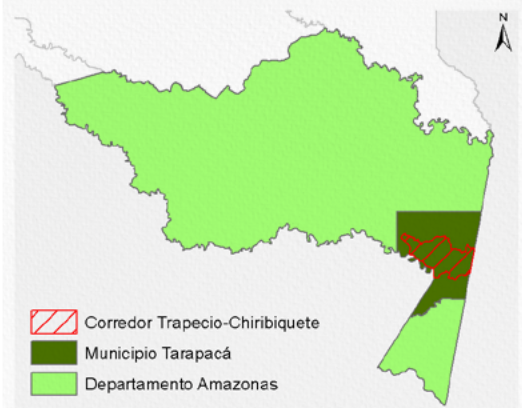 N
Corredor Trapecio-Chiribiquete
Municipio Tarapacá
Departamento Amazonas